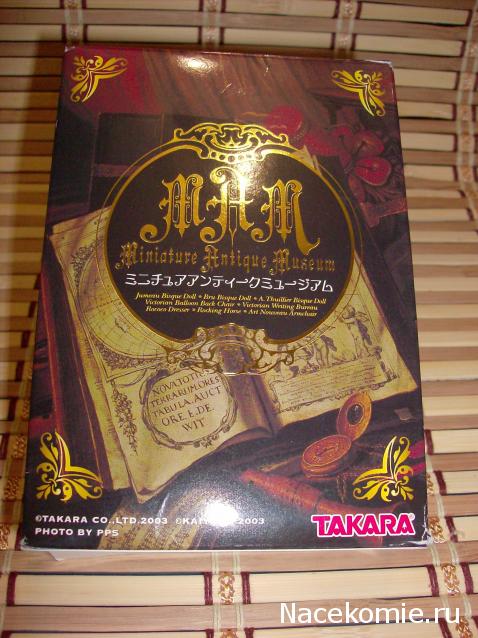 MAM
Miniature Antique Museum
ミニチュアアンティークミュージアム
Jumeau Bisque Doll • Bru Bisque Doll • A. Thuillier Bisque Doll
Victorian Balloon Back Chair • Victorian Writing Bureau
Rococo Dresser • Rocking Horse • Art Nouveau Armchair
NOVA TOTIUS
TERRARUM ORBIS
TABULA. AUCT
ORE. F. DE.
WIT
©TAKARA CO.,LTD.2003 2003
PHOTO BY PPS
TAKARA
Nacekomie.ru